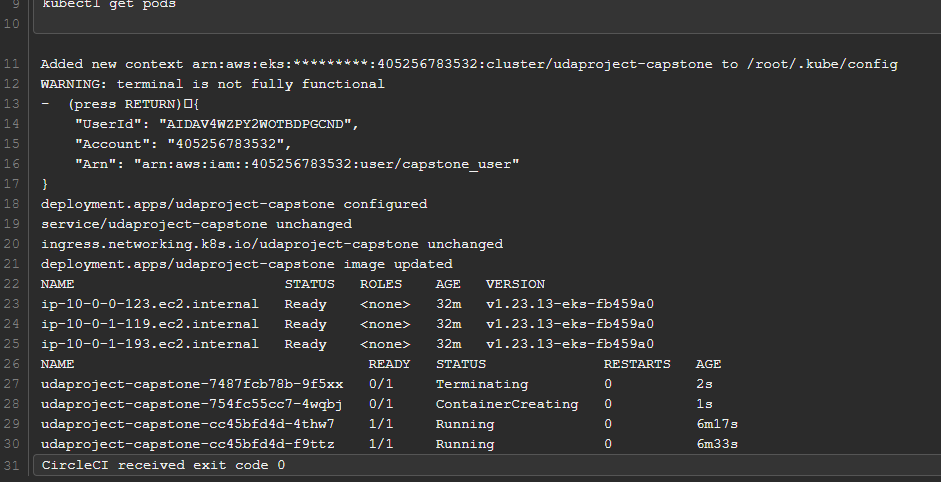 9 kubectl get pods
10
11 Added new context arn:aws:eks:*********:405256783532:cluster/udaproject-capstone to /root/.kube/config
12 WARNING: terminal is not fully functional
13 -  (press RETURN){
14     "UserId": "AIDAV4WZPY2WOTBDPGCND",
15     "Account": "405256783532",
16     "Arn": "arn:aws:iam::405256783532:user/capstone_user"
17 }
18 deployment.apps/udaproject-capstone configured
19 service/udaproject-capstone unchanged
20 ingress.networking.k8s.io/udaproject-capstone unchanged
21 deployment.apps/udaproject-capstone image updated
22 NAME                         STATUS   ROLES    AGE   VERSION
23 ip-10-0-0-123.ec2.internal   Ready    <none>   32m   v1.23.13-eks-fb459a0
24 ip-10-0-1-119.ec2.internal   Ready    <none>   32m   v1.23.13-eks-fb459a0
25 ip-10-0-1-193.ec2.internal   Ready    <none>   32m   v1.23.13-eks-fb459a0
26 NAME                                   READY   STATUS              RESTARTS   AGE
27 udaproject-capstone-7487fcb78b-9f5xx   0/1     Terminating         0          2s
28 udaproject-capstone-754fc55cc7-4wqbj   0/1     ContainerCreating   0          1s
29 udaproject-capstone-cc45bfd4d-4thw7    1/1     Running             0          6m17s
30 udaproject-capstone-cc45bfd4d-f9ttz    1/1     Running             0          6m33s
31 CircleCI received exit code 0